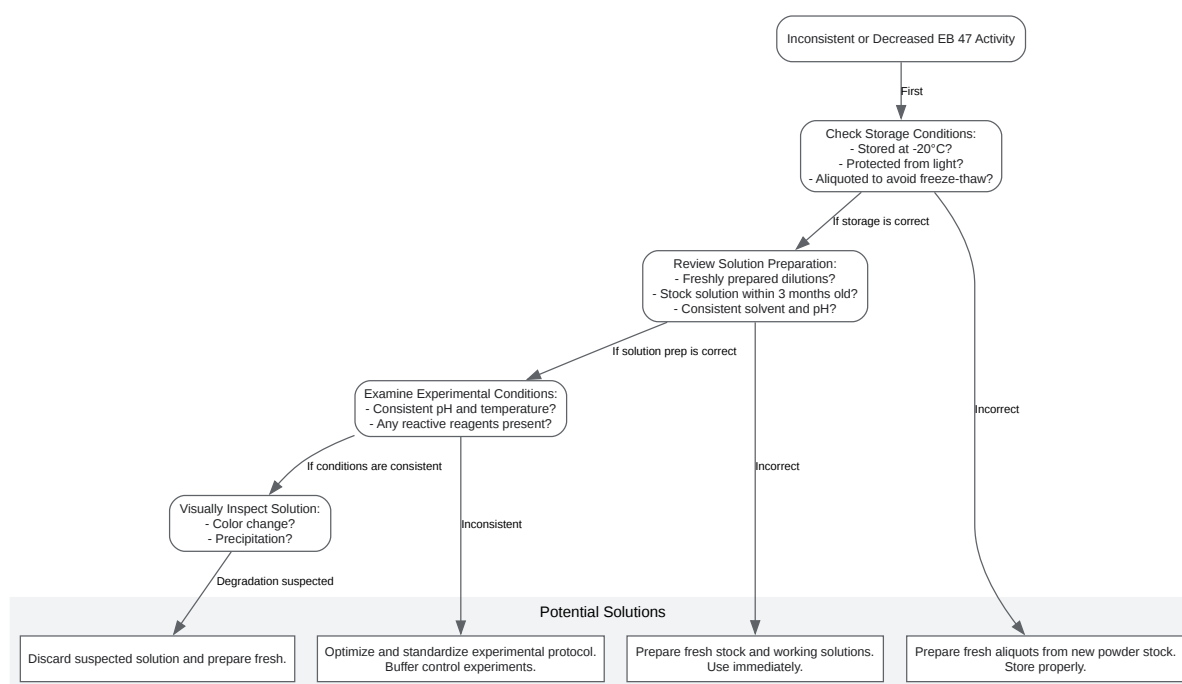 Inconsistent or Decreased EB 47 Activity
First
Check Storage Conditions:
- Stored at -20°C?
- Protected from light?
- Aliquoted to avoid freeze-thaw?
If storage is correct
Review Solution Preparation:
- Freshly prepared dilutions?
- Stock solution within 3 months old?
- Consistent solvent and pH?
If solution prep is correct
Examine Experimental Conditions:
- Consistent pH and temperature?
- Any reactive reagents present?
Incorrect
If conditions are consistent
Incorrect
Visually Inspect Solution:
- Color change?
- Precipitation?
Inconsistent
Degradation suspected
Potential Solutions
Discard suspected solution and prepare fresh.
Optimize and standardize experimental protocol.
Buffer control experiments.
Prepare fresh stock and working solutions.
Use immediately.
Prepare fresh aliquots from new powder stock.
Store properly.